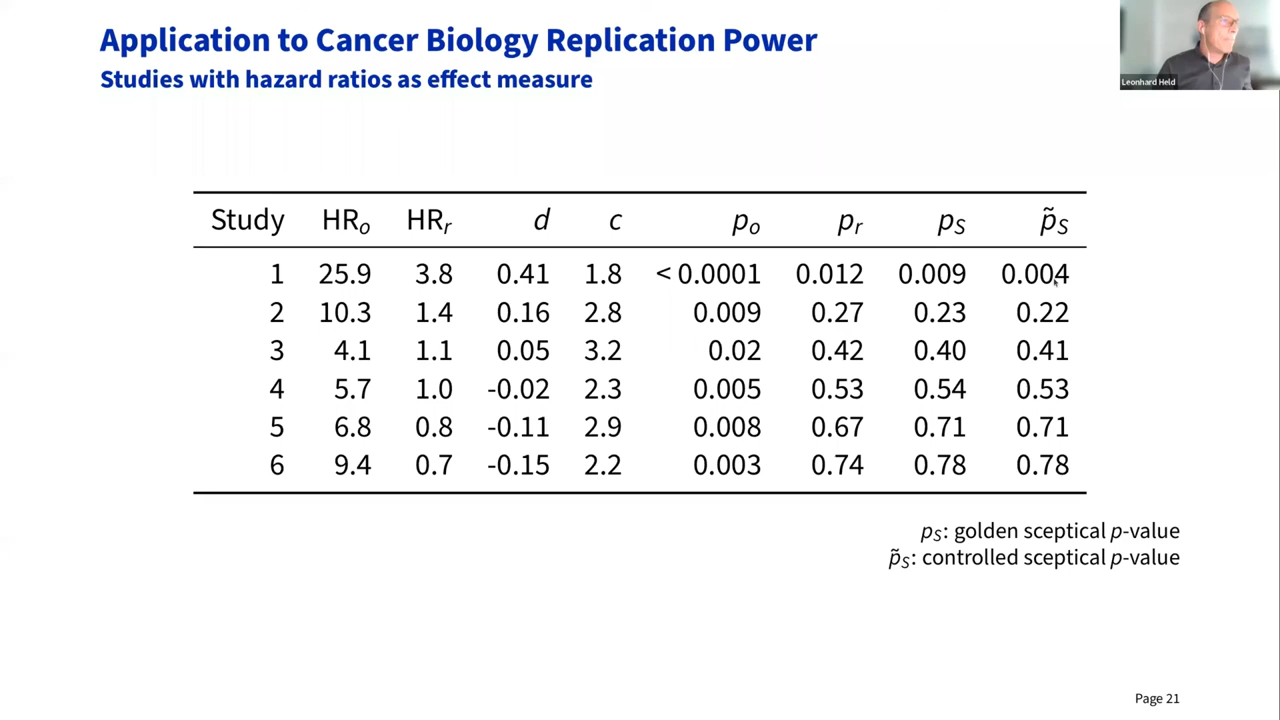 Application to Cancer Biology Replication Power
Studies with hazard ratios as effect measure
Leonhard Held
Study HRo HRr d c po pr pS p̃S
1 25.9 3.8 0.41 1.8 < 0.0001 0.012 0.009 0.004
2 10.3 1.4 0.16 2.8 0.009 0.27 0.23 0.22
3 4.1 1.1 0.05 3.2 0.02 0.42 0.40 0.41
4 5.7 1.0 -0.02 2.3 0.005 0.53 0.54 0.53
5 6.8 0.8 -0.11 2.9 0.008 0.67 0.71 0.71
6 9.4 0.7 -0.15 2.2 0.003 0.74 0.78 0.78
pS: golden sceptical p-value
p̃S: controlled sceptical p-value
Page 21